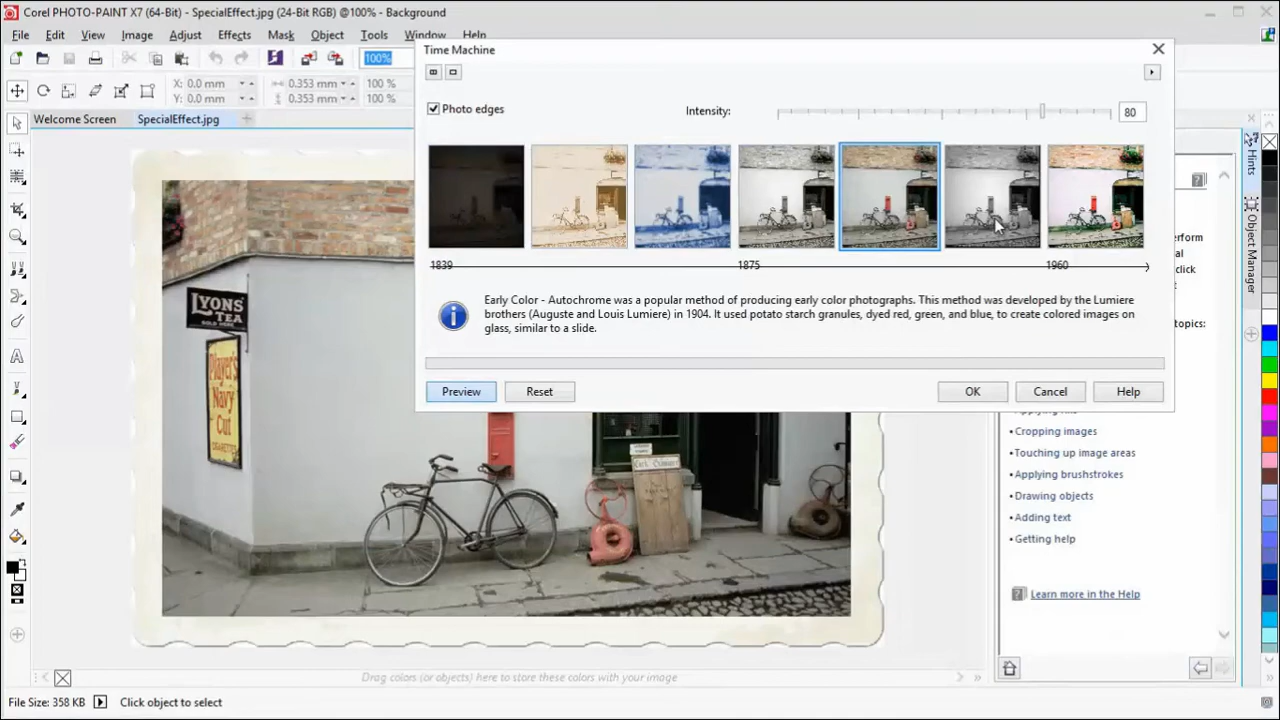 Corel PHOTO-PAINT X7 (64-Bit) - SpecialEffect.jpg (24-Bit RGB) @100% - Background
File Edit View Image Adjust Effects Mask Object Tools Window Help
100%
X: 0.0 mm
Y: 0.0 mm
0.353 mm
0.353 mm
100 %
100 %
Welcome Screen
SpecialEffect.jpg
Time Machine
Photo edges
Intensity:
80
1839
1875
1960
Early Color - Autochrome was a popular method of producing early color photographs. This method was developed by the Lumiere
brothers (Auguste and Louis Lumiere) in 1904. It used potato starch granules, dyed red, green, and blue, to create colored images on
glass, similar to a slide.
Preview
Reset
OK
Cancel
Help
LYONS'
TEA
SOLD HERE
Player's
Navy
Cut
CIGARETTES
erform
al
click
topics:
• Cropping images
• Touching up image areas
• Applying brushstrokes
• Drawing objects
• Adding text
• Getting help
Learn more in the Help
Hints
Object Manager
Drag colors (or objects) here to store these colors with your image
File Size: 358 KB
Click object to select